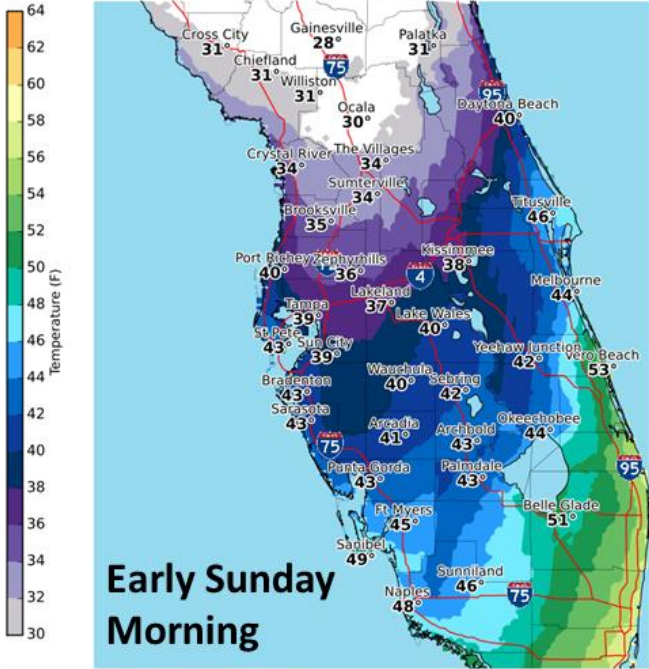 64
62
60
58
56
54
52
50
48
46
44
42
40
38
36
34
32
30
Temperature (F)
Cross City
31°
Gainesville
28°
Palatka
31°
Chiefland
31°
75
Williston
31°
95
Ocala
30°
Daytona Beach
40°
Crystal River
34°
The Villages
34°
Sumterville
34°
Brooksville
35°
Titusville
46°
Port Richey
40°
Zephyrhills
36°
Kissimmee
38°
4
Melbourne
44°
Tampa
39°
Lakeland
37°
Lake Wales
40°
St Pete
43°
Sun City
39°
Yeehaw Junction
42°
Vero Beach
53°
Bradenton
43°
Wauchula
40°
Sebring
42°
Sarasota
43°
Arcadia
41°
Archbold
43°
Okeechobee
44°
75
Punta Gorda
43°
Palmdale
43°
95
Ft Myers
45°
Belle Glade
51°
Sanibel
49°
Sunniland
46°
75
Naples
48°
Early Sunday
Morning